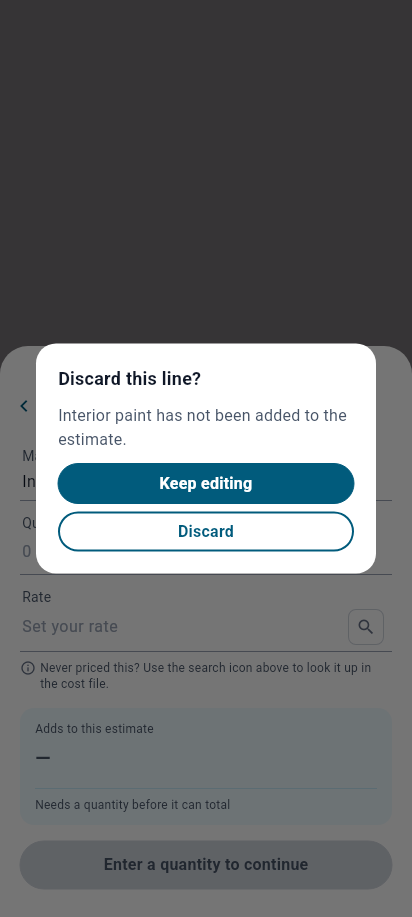 Discard this line?
Interior paint has not been added to the
estimate.
Keep editing
Discard
0
Rate
Set your rate
Never priced this? Use the search icon above to look it up in
the cost file.
Adds to this estimate
—
Needs a quantity before it can total
Enter a quantity to continue